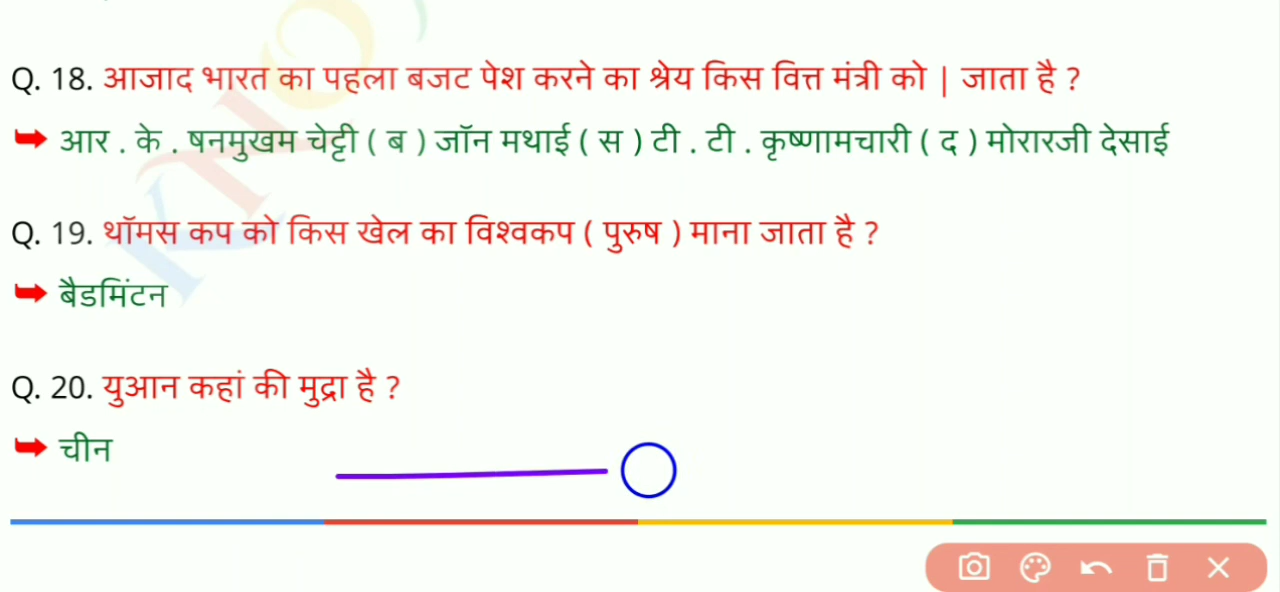 Q. 18. आजाद भारत का पहला बजट पेश करने का श्रेय किस वित्त मंत्री को | जाता है ?
आर . के . षनमुखम चेट्टी ( ब ) जॉन मथाई ( स ) टी . टी . कृष्णामचारी ( द ) मोरारजी देसाई
Q. 19. थॉमस कप को किस खेल का विश्वकप ( पुरुष ) माना जाता है ?
बैडमिंटन
Q. 20. युआन कहां की मुद्रा है ?
चीन